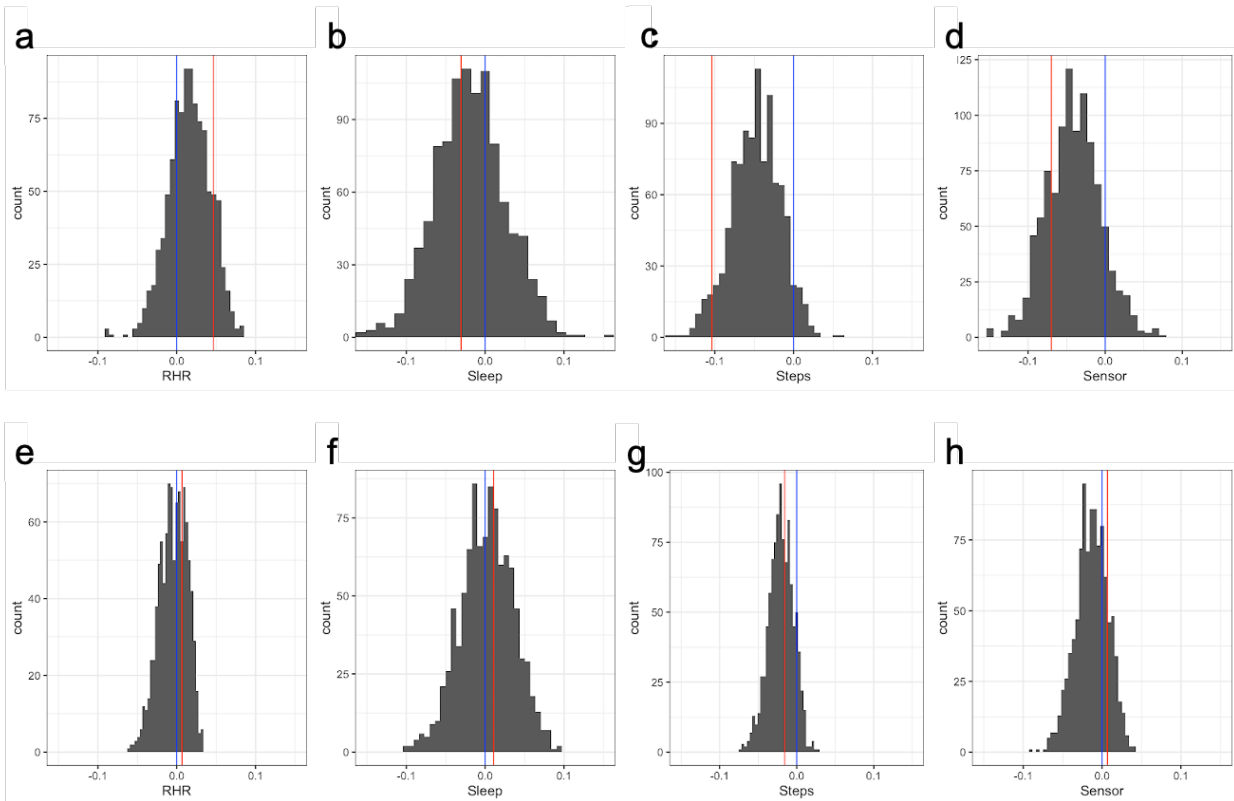 a b c d
75 50 25 0 count
-0.1 0.0 0.1
RHR
90 60 30 0 count
-0.1 0.0 0.1
Sleep
90 60 30 0 count
-0.1 0.0 0.1
Steps
125 100 75 50 25 0 count
-0.1 0.0 0.1
Sensor
e f g h
60 40 20 0 count
-0.1 0.0 0.1
RHR
75 50 25 0 count
-0.1 0.0 0.1
Sleep
100 75 50 25 0 count
-0.1 0.0 0.1
Steps
75 50 25 0 count
-0.1 0.0 0.1
Sensor